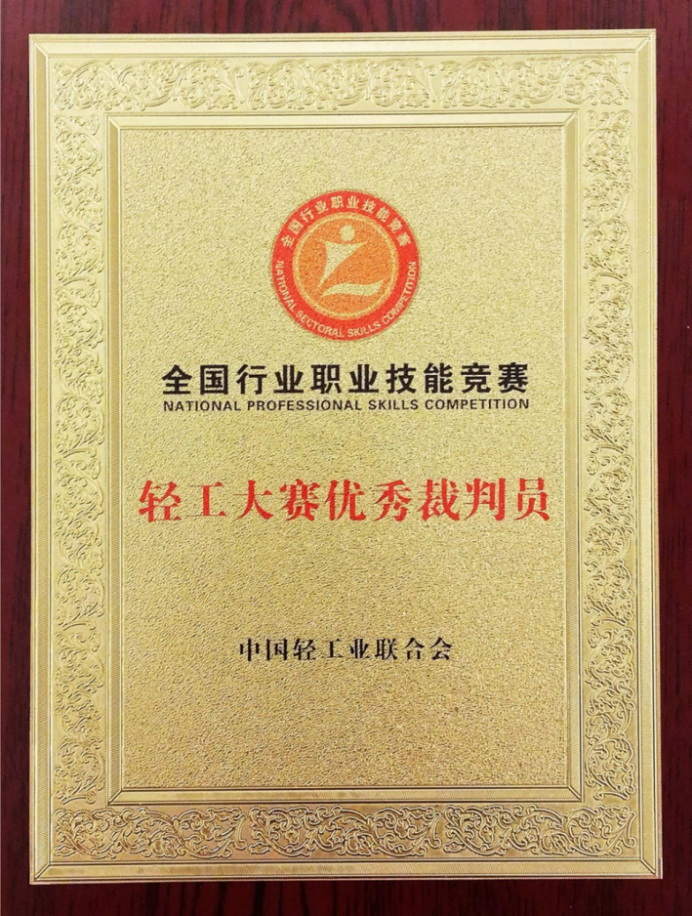 全国行业职业技能竞赛
NATIONAL SECTORAL SKILLS COMPETITION
全国行业职业技能竞赛
NATIONAL PROFESSIONAL SKILLS COMPETITION
轻工大赛优秀裁判员
中国轻工业联合会